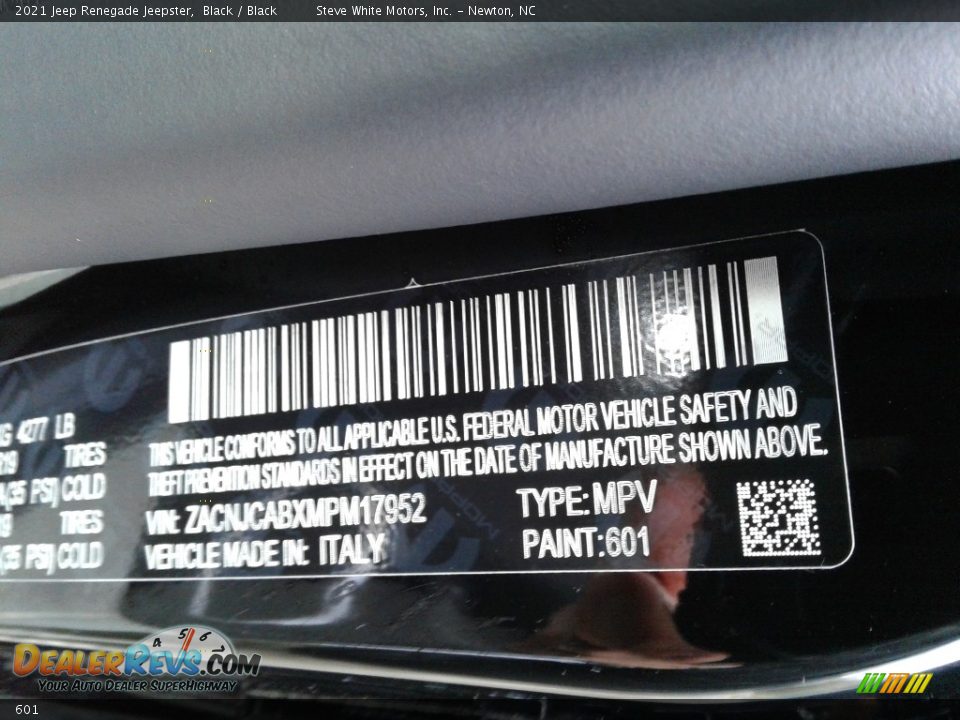 2021 Jeep Renegade Jeepster, Black / Black Steve White Motors, Inc. – Newton, NC
4277 LB
TIRES
(35 PSI) COLD
TIRES
(35 PSI) COLD
THIS VEHICLE CONFORMS TO ALL APPLICABLE U.S. FEDERAL MOTOR VEHICLE SAFETY AND
THEFT PREVENTION STANDARDS IN EFFECT ON THE DATE OF MANUFACTURE SHOWN ABOVE.
VIN: ZACNJCABXMPM17952 TYPE: MPV
VEHICLE MADE IN: ITALY PAINT: 601
4 5 6
DEALERREVS.COM
YOUR AUTO DEALER SUPERHIGHWAY
601